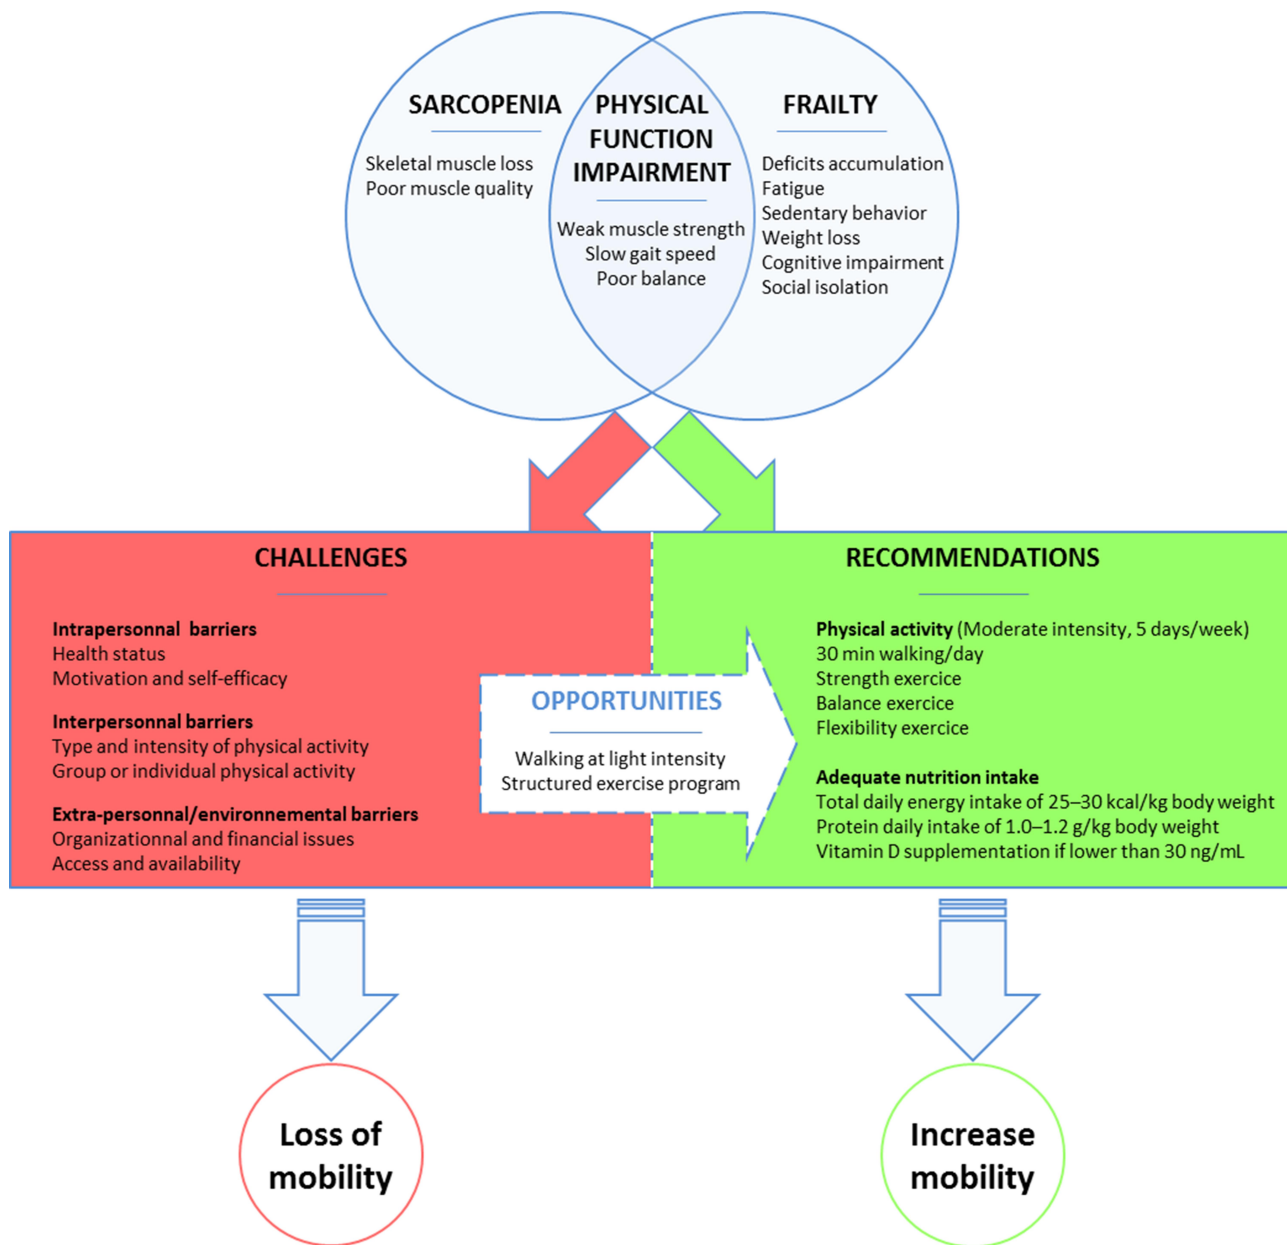 SARCOPENIA
Skeletal muscle loss
Poor muscle quality
PHYSICAL
FUNCTION
IMPAIRMENT
Weak muscle strength
Slow gait speed
Poor balance
FRAILTY
Deficits accumulation
Fatigue
Sedentary behavior
Weight loss
Cognitive impairment
Social isolation
CHALLENGES
Intrapersonnal barriers
Health status
Motivation and self-efficacy
Interpersonnal barriers
Type and intensity of physical activity
Group or individual physical activity
Extra-personnal/environnemental barriers
Organizationnal and financial issues
Access and availability
OPPORTUNITIES
Walking at light intensity
Structured exercise program
RECOMMENDATIONS
Physical activity (Moderate intensity, 5 days/week)
30 min walking/day
Strength exercice
Balance exercice
Flexibility exercice
Adequate nutrition intake
Total daily energy intake of 25–30 kcal/kg body weight
Protein daily intake of 1.0–1.2 g/kg body weight
Vitamin D supplementation if lower than 30 ng/mL
Loss of
mobility
Increase
mobility